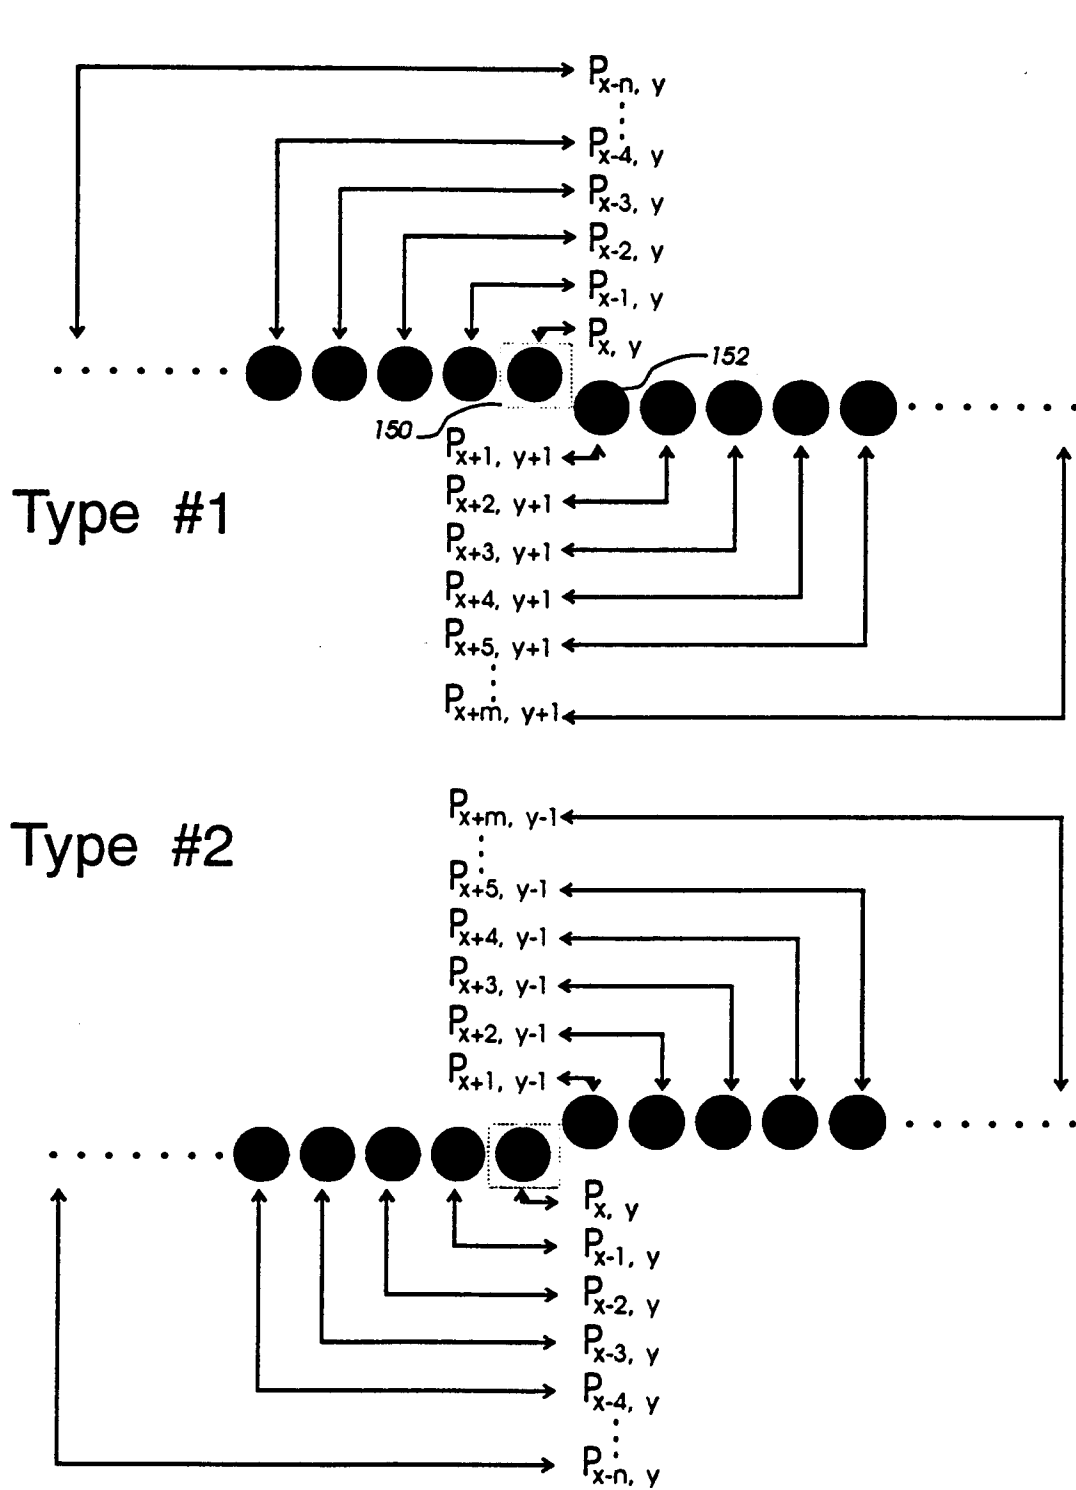 Px-n, y
Px-4, y
Px-3, y
Px-2, y
Px-1, y
Px, y
152
150
Px+1, y+1
Px+2, y+1
Type #1
Px+3, y+1
Px+4, y+1
Px+5, y+1
Px+m, y+1
Px+m, y-1
Type #2
Px+5, y-1
Px+4, y-1
Px+3, y-1
Px+2, y-1
Px+1, y-1
Px, y
Px-1, y
Px-2, y
Px-3, y
Px-4, y
Px-n, y